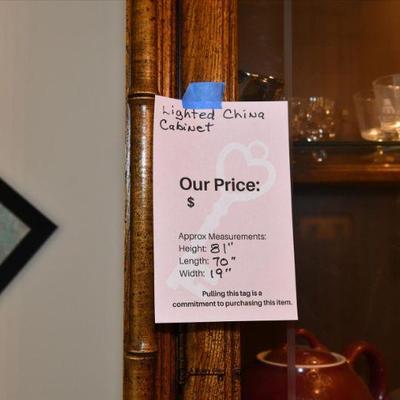 Lighted China
Cabinet
Our Price:
$
Approx Measurements:
Height: 81"
Length: 70"
Width: 19"
Pulling this tag is a
commitment to purchasing this item.